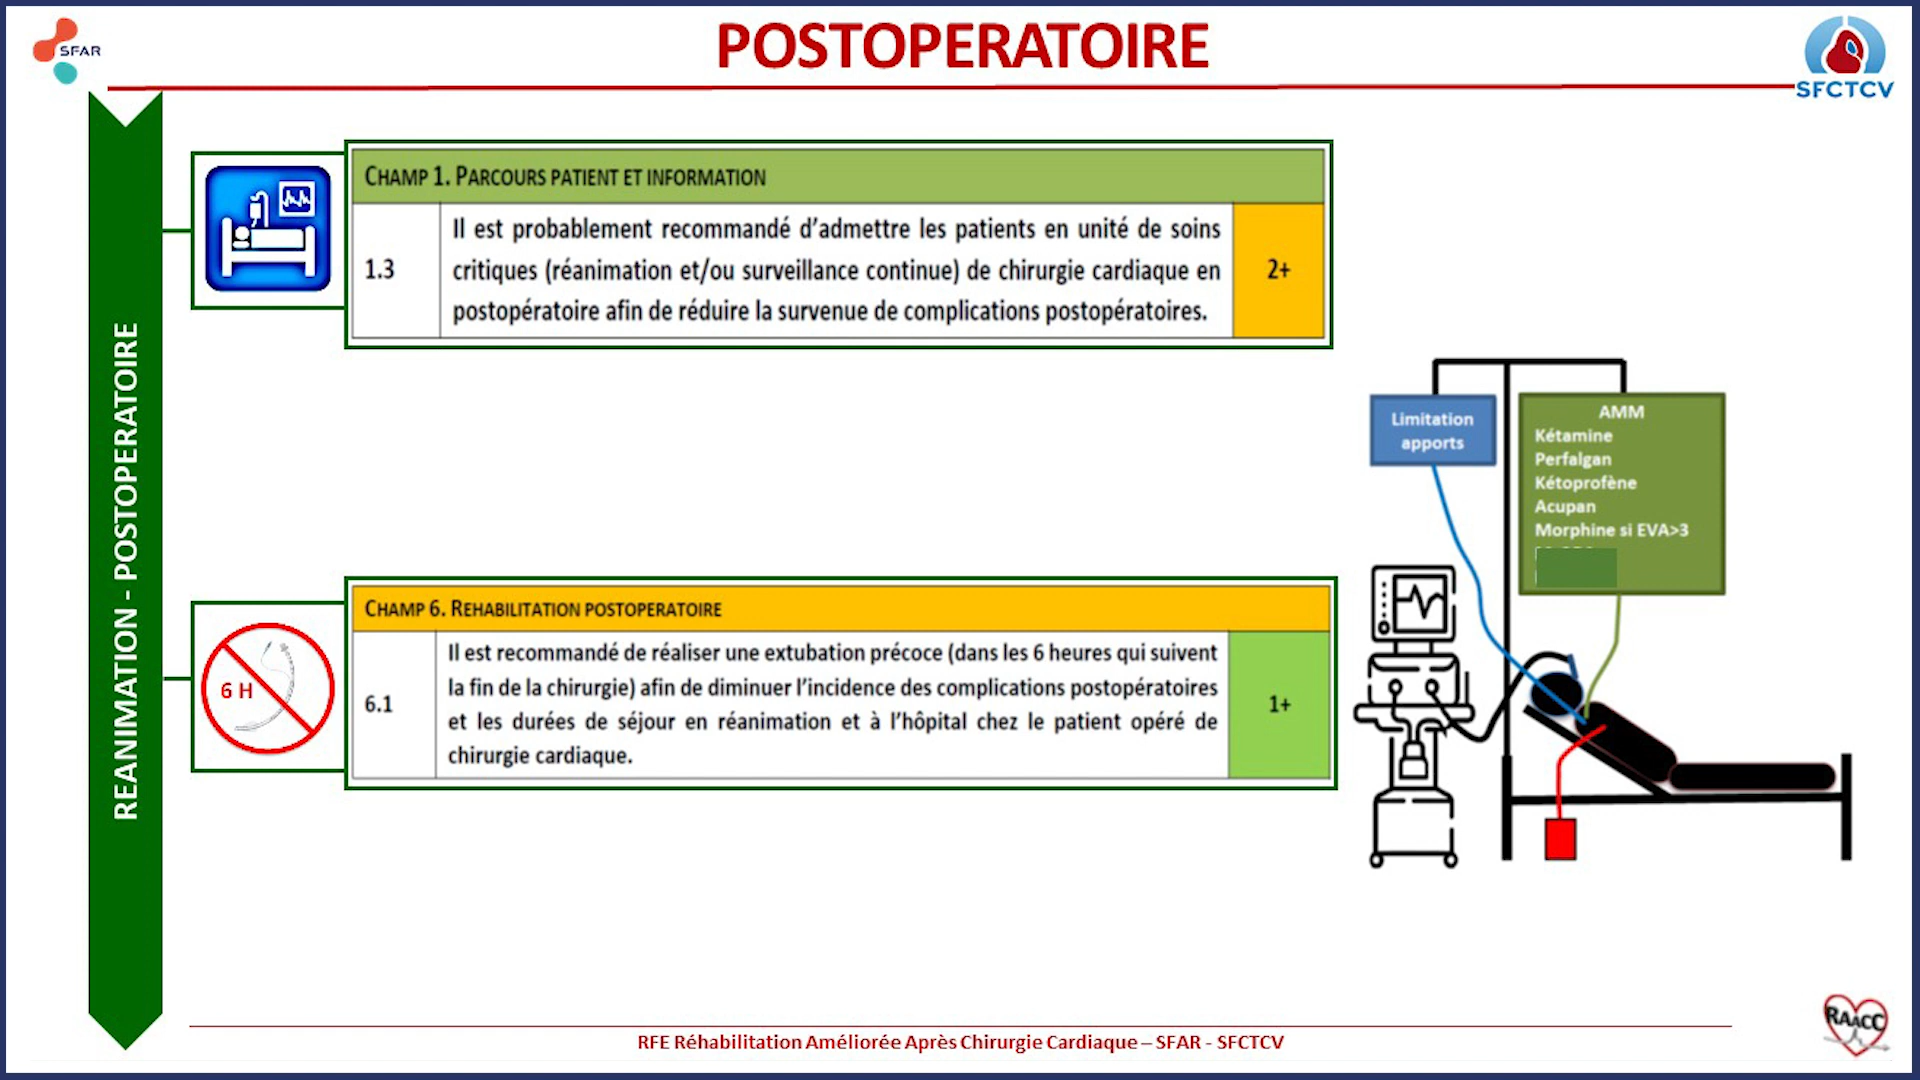 SFAR
POSTOPERATOIRE
SFCTCV
REANIMATION - POSTOPERATOIRE
CHAMP 1. PARCOURS PATIENT ET INFORMATION
1.3
Il est probablement recommandé d'admettre les patients en unité de soins
critiques (réanimation et/ou surveillance continue) de chirurgie cardiaque en
postopératoire afin de réduire la survenue de complications postopératoires.
2+
Limitation
apports
AMM
Kétamine
Perfalgan
Kétoprofène
Acupan
Morphine si EVA>3
6 H
CHAMP 6. REHABILITATION POSTOPERATOIRE
6.1
Il est recommandé de réaliser une extubation précoce (dans les 6 heures qui suivent
la fin de la chirurgie) afin de diminuer l'incidence des complications postopératoires
et les durées de séjour en réanimation et à l'hôpital chez le patient opéré de
chirurgie cardiaque.
1+
RFE Réhabilitation Améliorée Après Chirurgie Cardiaque – SFAR - SFCTCV
RAACC